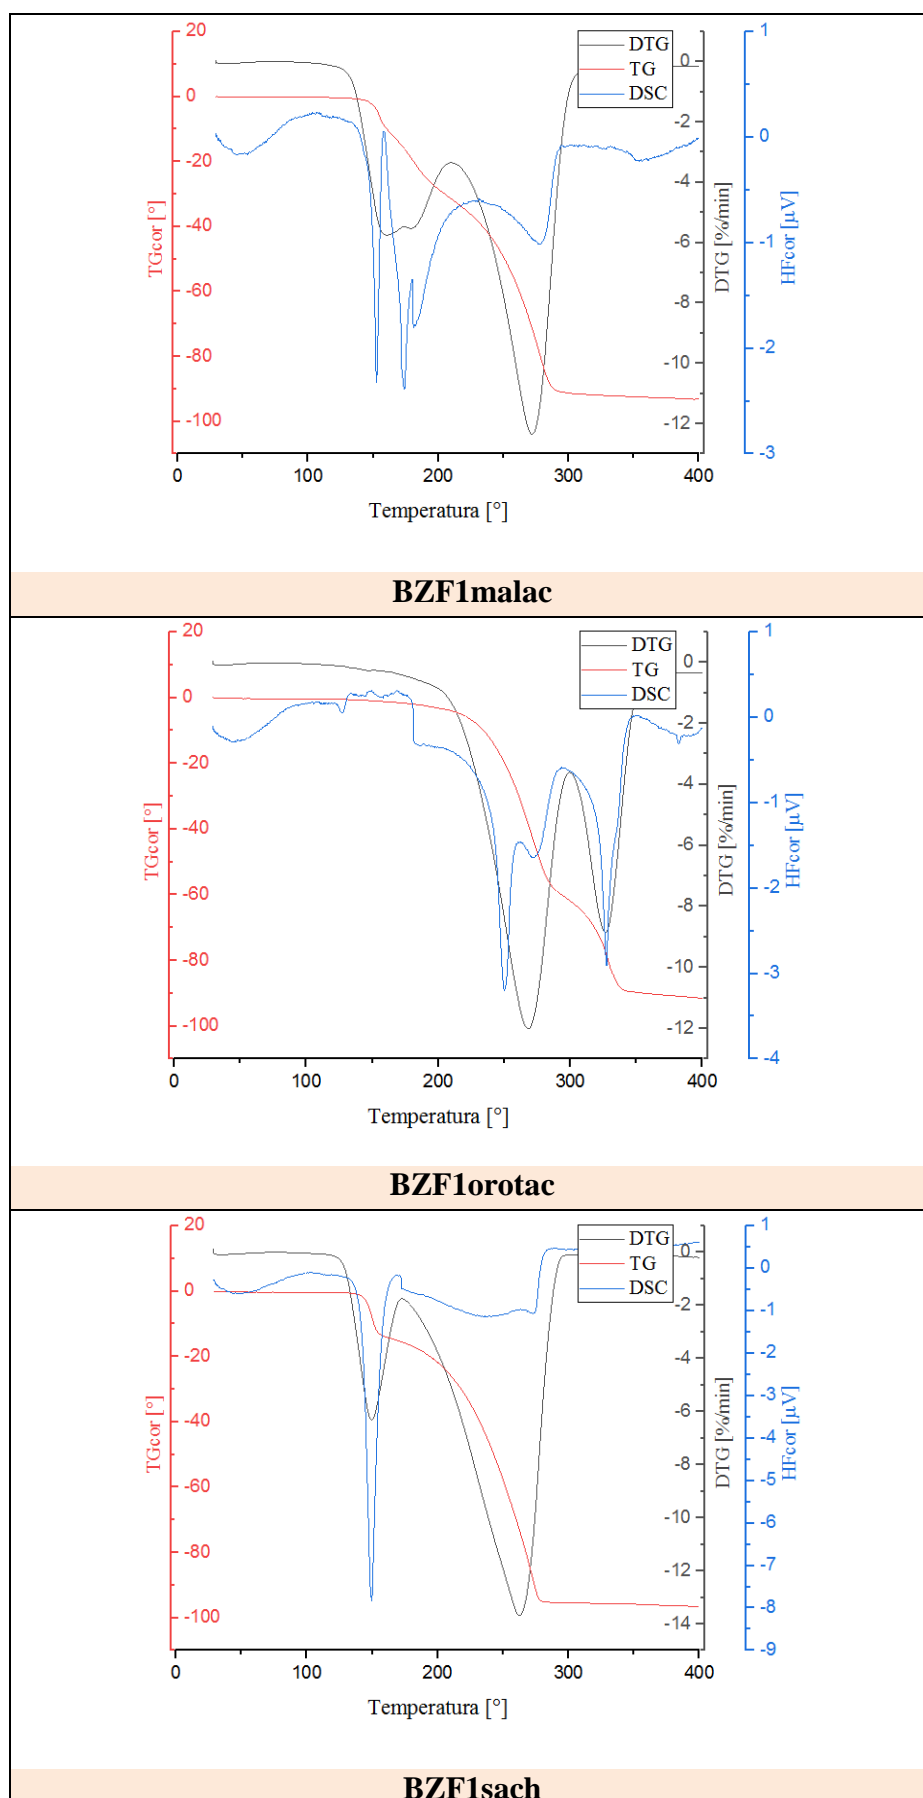 20
0
-20
-40
-60
-80
-100
TGcor [°]
DTG
TG
DSC
0
-2
-4
-6
-8
-10
-12
DTG [%/min]
1
0
-1
-2
-3
HFcor [µV]
0 100 200 300 400
Temperatura [°]
BZF1malac
20
0
-20
-40
-60
-80
-100
TGcor [°]
DTG
TG
DSC
0
-2
-4
-6
-8
-10
-12
DTG [%/min]
1
0
-1
-2
-3
-4
HFcor [µV]
0 100 200 300 400
Temperatura [°]
BZF1orotac
20
0
-20
-40
-60
-80
-100
TGcor [°]
DTG
TG
DSC
0
-2
-4
-6
-8
-10
-12
-14
DTG [%/min]
1
0
-1
-2
-3
-4
-5
-6
-7
-8
-9
HFcor [µV]
0 100 200 300 400
Temperatura [°]
BZF1sach